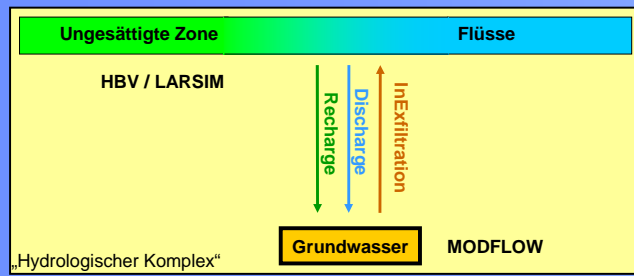 Ungesättigte Zone Flüsse
HBV / LARSIM
Recharge
Discharge
InExfiltration
Grundwasser MODFLOW
„Hydrologischer Komplex“